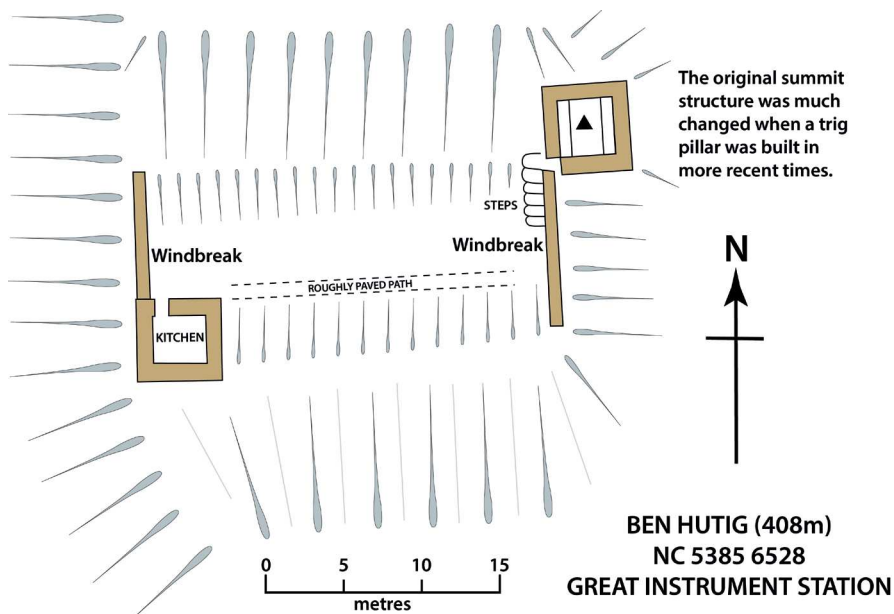 The original summit
structure was much
changed when a trig
pillar was built in
more recent times.
STEPS
Windbreak
Windbreak
N
ROUGHLY PAVED PATH
KITCHEN
BEN HUTIG (408m)
NC 5385 6528
GREAT INSTRUMENT STATION
0 5 10 15
metres